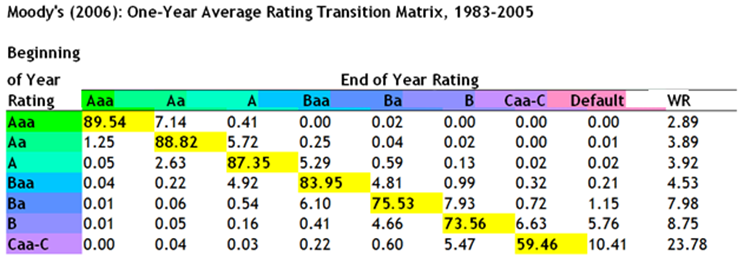 Moody's (2006): One-Year Average Rating Transition Matrix, 1983-2005
Beginning
of Year End of Year Rating
Rating Aaa Aa A Baa Ba B Caa-C Default WR
Aaa 89.54 7.14 0.41 0.00 0.02 0.00 0.00 0.00 2.89
Aa 1.25 88.82 5.72 0.25 0.04 0.02 0.00 0.01 3.89
A 0.05 2.63 87.35 5.29 0.59 0.13 0.02 0.02 3.92
Baa 0.04 0.22 4.92 83.95 4.81 0.99 0.32 0.21 4.53
Ba 0.01 0.06 0.54 6.10 75.53 7.93 0.72 1.15 7.98
B 0.01 0.05 0.16 0.41 4.66 73.56 6.63 5.76 8.75
Caa-C 0.00 0.04 0.03 0.22 0.60 5.47 59.46 10.41 23.78